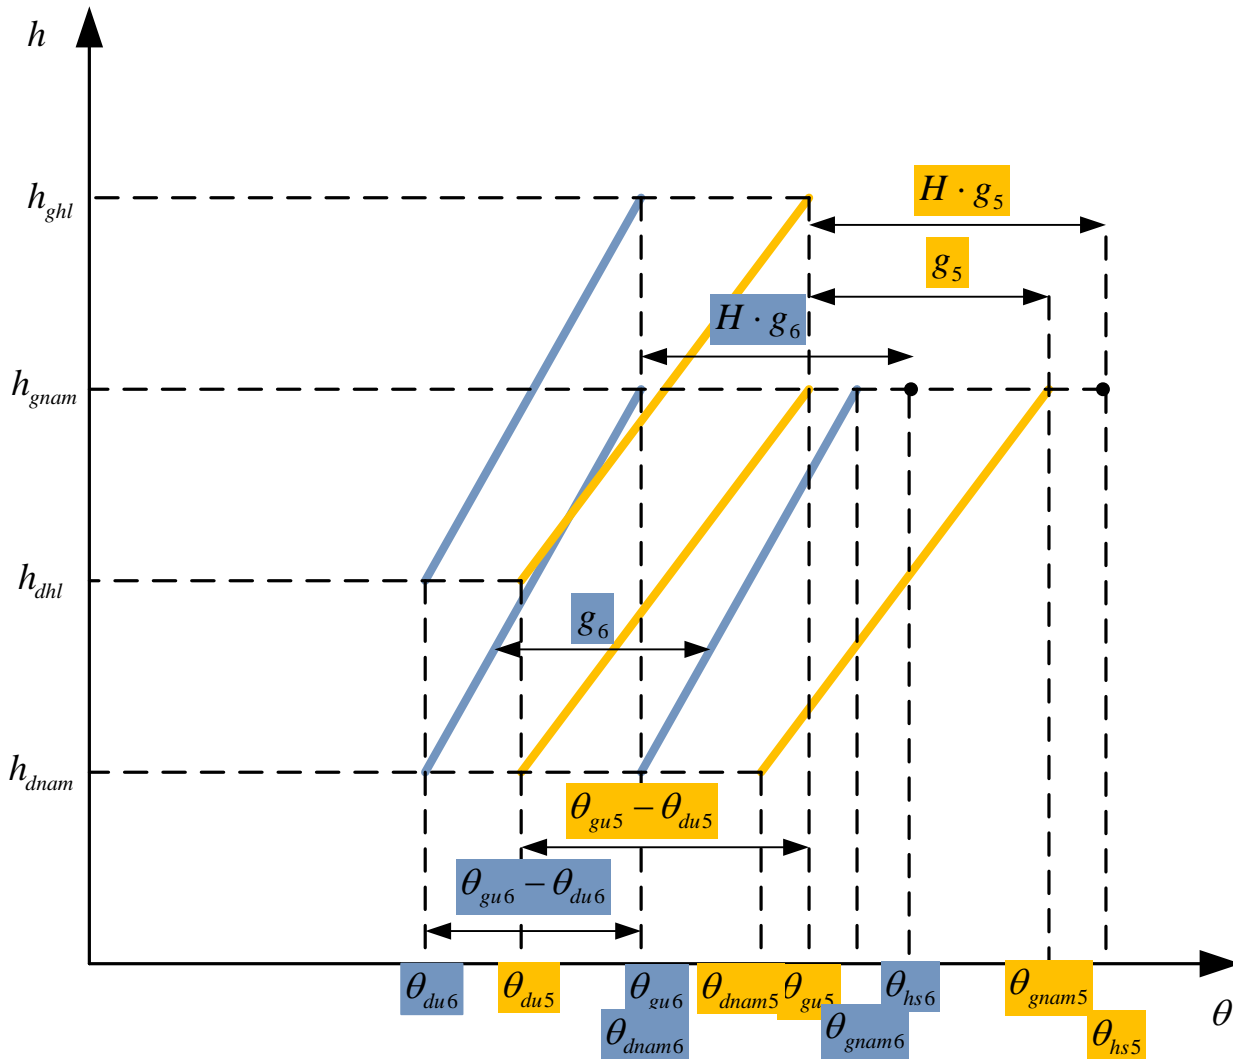 h
h_ghl
H · g_5
g_5
H · g_6
h_gnam
h_dhl
g_6
h_dnam
θ_gu5 − θ_du5
θ_gu6 − θ_du6
θ_du6
θ_du5
θ_gu6
θ_dnam5
θ_gu5
θ_hs6
θ_gnam5
θ
θ_dnam6
θ_gnam6
θ_hs5